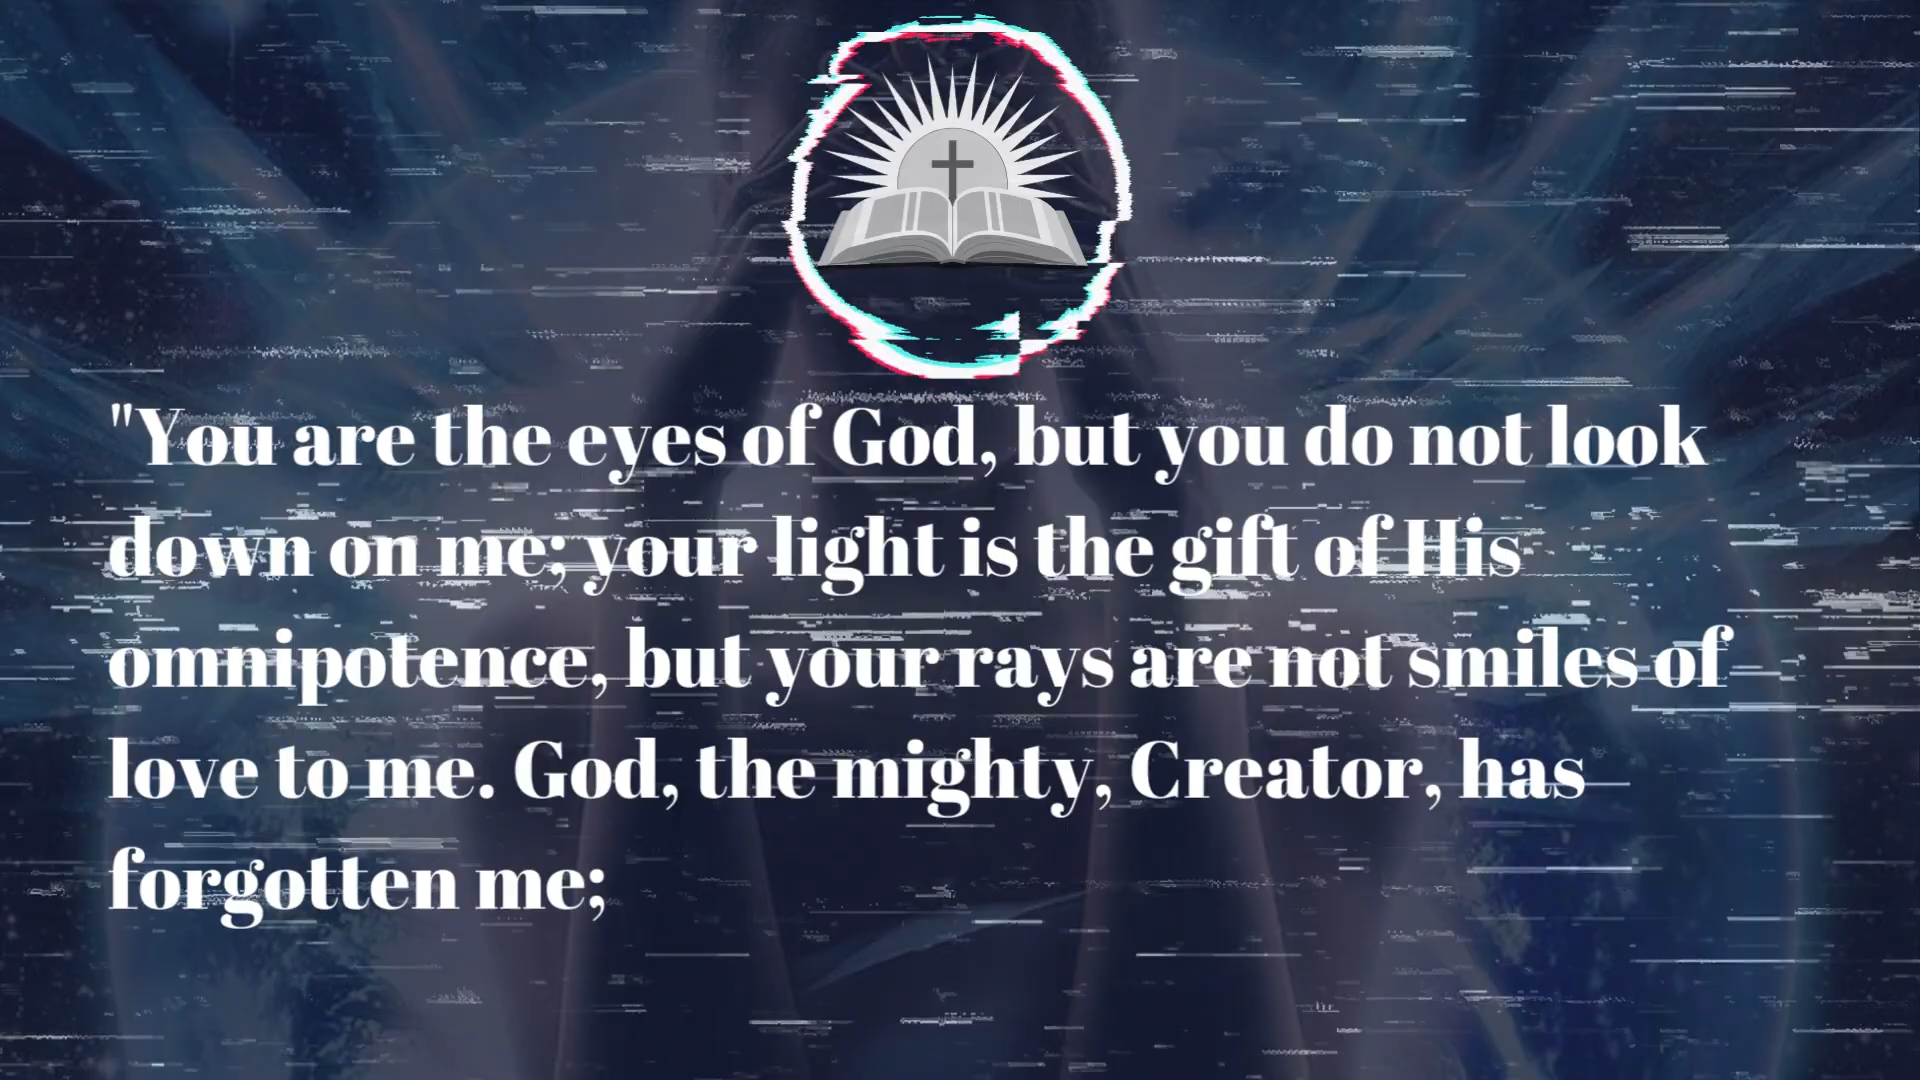 "You are the eyes of God, but you do not look
down on me; your light is the gift of His
omnipotence, but your rays are not smiles of
love to me. God, the mighty, Creator, has
forgotten me;